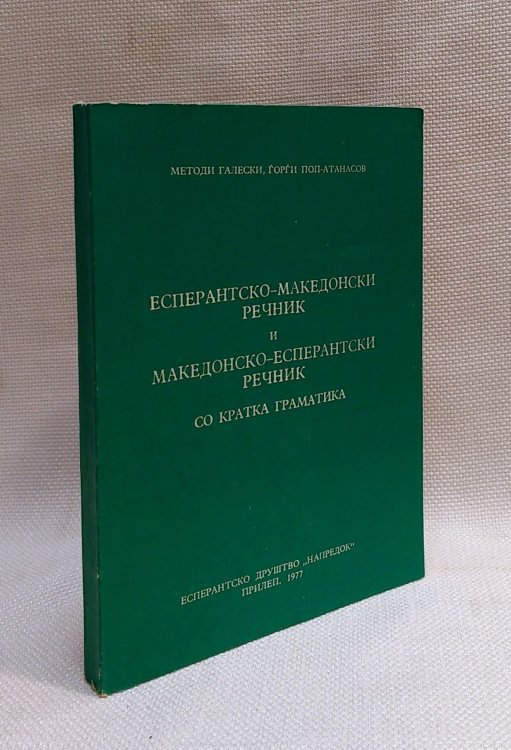 МЕТОДИ ГАЛЕСКИ, ЃОРЃИ ПОП-АТАНАСОВ
ЕСПЕРАНТСКО-МАКЕДОНСКИ
РЕЧНИК
И
МАКЕДОНСКО-ЕСПЕРАНТСКИ
РЕЧНИК
СО КРАТКА ГРАМАТИКА
ЕСПЕРАНТСКО ДРУШТВО „НАПРЕДОК"
ПРИЛЕП. 1977